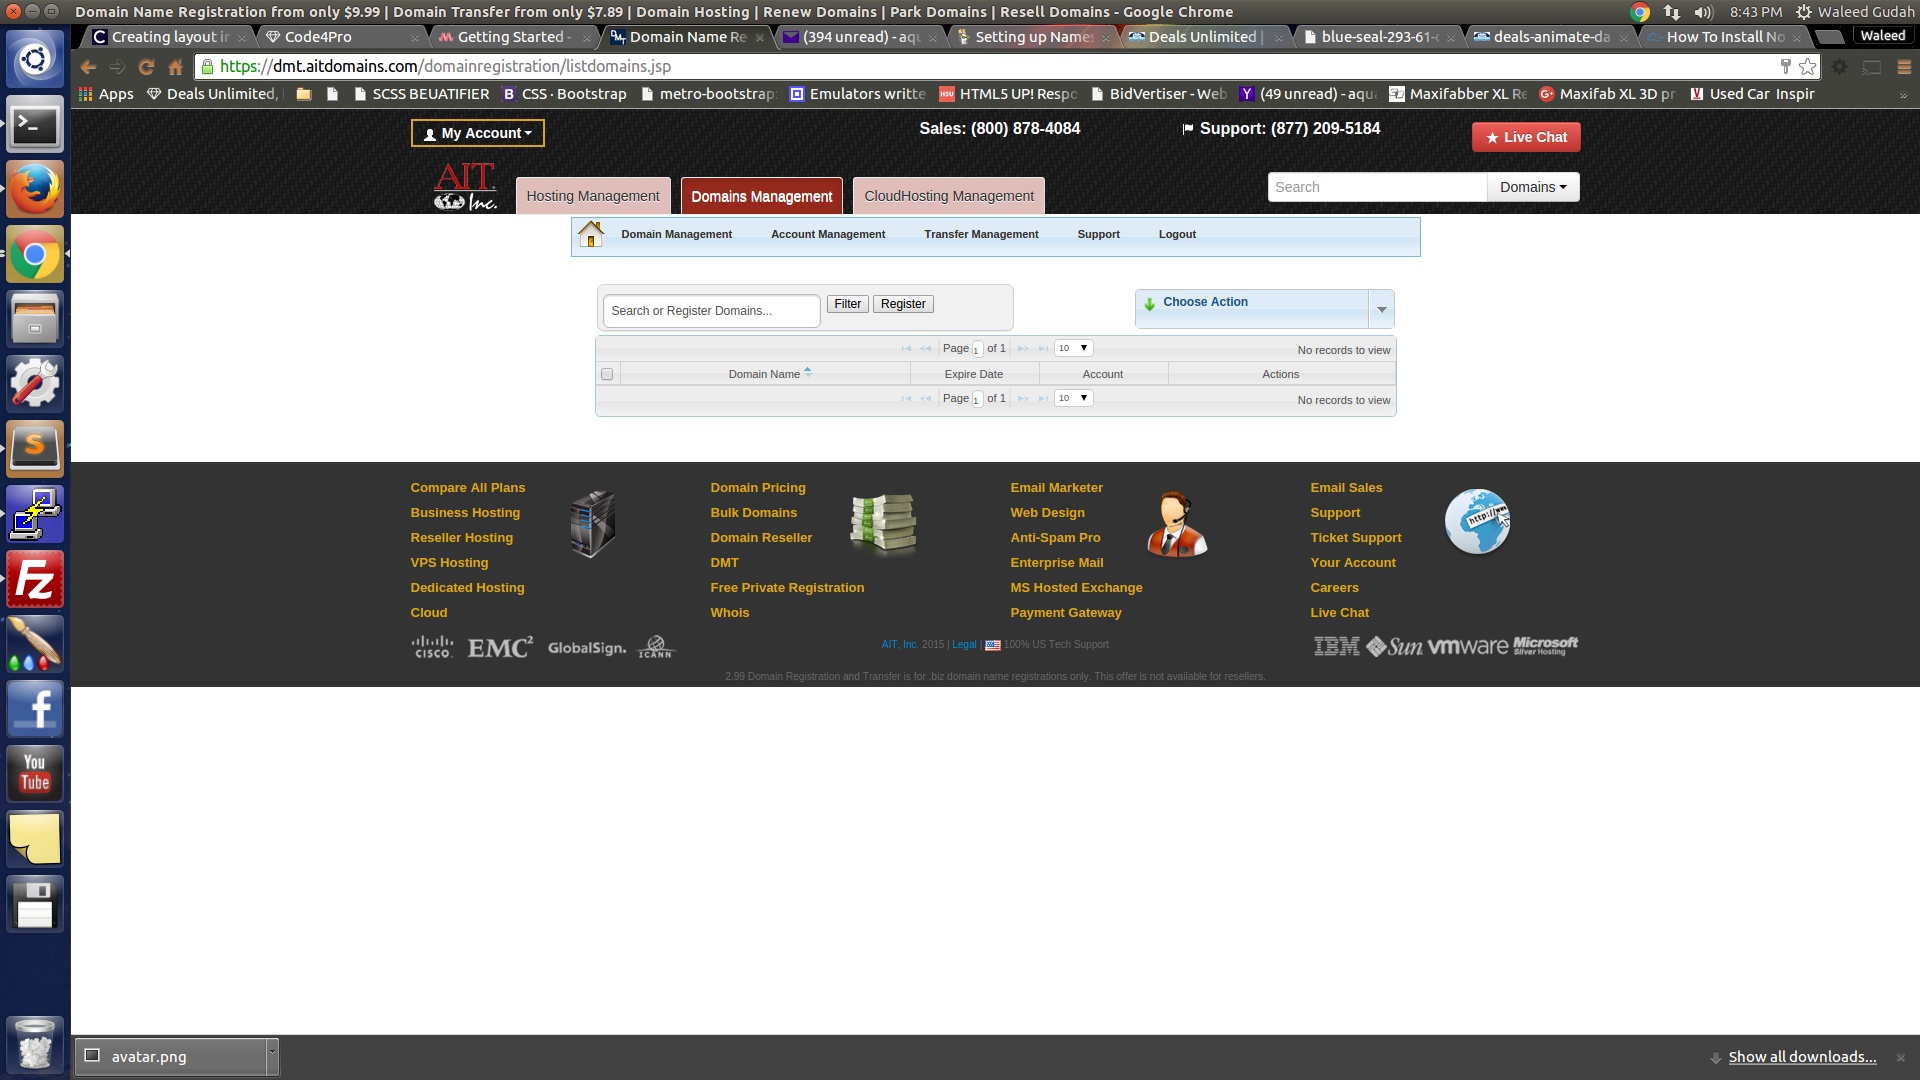 Domain Name Registration from only $9.99 | Domain Transfer from only $7.89 | Domain Hosting | Renew Domains | Park Domains | Resell Domains - Google Chrome
8:43 PM Waleed Gudah
Creating layout in Code4Pro Getting Started - Domain Name Re (394 unread) - aqu Setting up Name Deals Unlimited | blue-seal-293-61- deals-animate-da How To Install No Waleed
https://dmt.aitdomains.com/domainregistration/listdomains.jsp
Apps Deals Unlimited, SCSS BEUATIFIER CSS · Bootstrap metro-bootstrap Emulators writte HTML5 UP! Respo BidVertiser - Web (49 unread) - aqu Maxifabber XL Re Maxifab XL 3D pr Used Car Inspir »
My Account
Sales: (800) 878-4084
Support: (877) 209-5184
Live Chat
AIT. Inc.
Hosting Management Domains Management CloudHosting Management
Search Domains
Domain Management Account Management Transfer Management Support Logout
Search or Register Domains... Filter Register
Choose Action
Page 1 of 1 10 No records to view
Domain Name Expire Date Account Actions
Page 1 of 1 10 No records to view
Compare All Plans
Business Hosting
Reseller Hosting
VPS Hosting
Dedicated Hosting
Cloud
Domain Pricing
Bulk Domains
Domain Reseller
DMT
Free Private Registration
Whois
Email Marketer
Web Design
Anti-Spam Pro
Enterprise Mail
MS Hosted Exchange
Payment Gateway
Email Sales
Support
Ticket Support
Your Account
Careers
Live Chat
http://ww
CISCO EMC² GlobalSign. ICANN
AIT, Inc. 2015 | Legal | 100% US Tech Support
IBM Sun vmware Microsoft Silver Hosting
2.99 Domain Registration and Transfer is for .biz domain name registrations only. This offer is not available for resellers.
You Tube
avatar.png
Show all downloads...